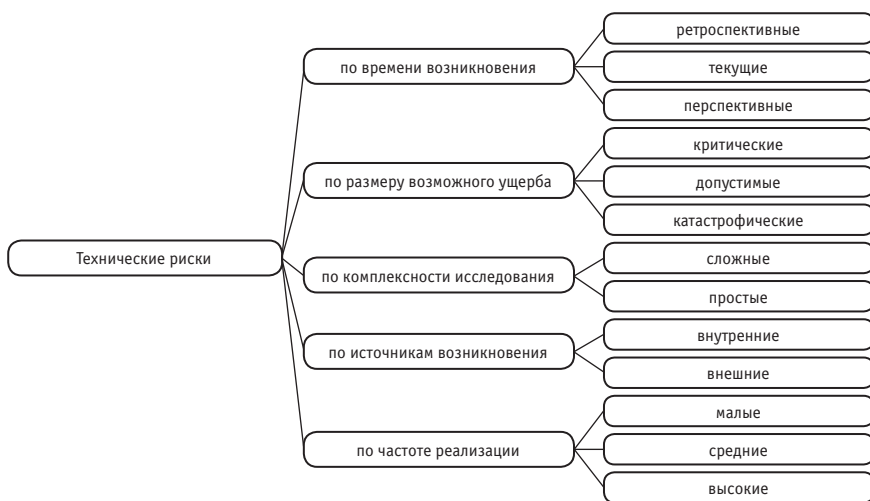 Технические риски
по времени возникновения
ретроспективные
текущие
перспективные
по размеру возможного ущерба
критические
допустимые
катастрофические
по комплексности исследования
сложные
простые
по источникам возникновения
внутренние
внешние
по частоте реализации
малые
средние
высокие